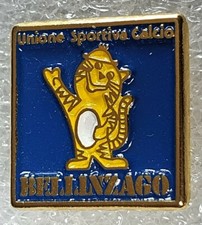 Unione Sportiva Calcio
BELLINZAGO